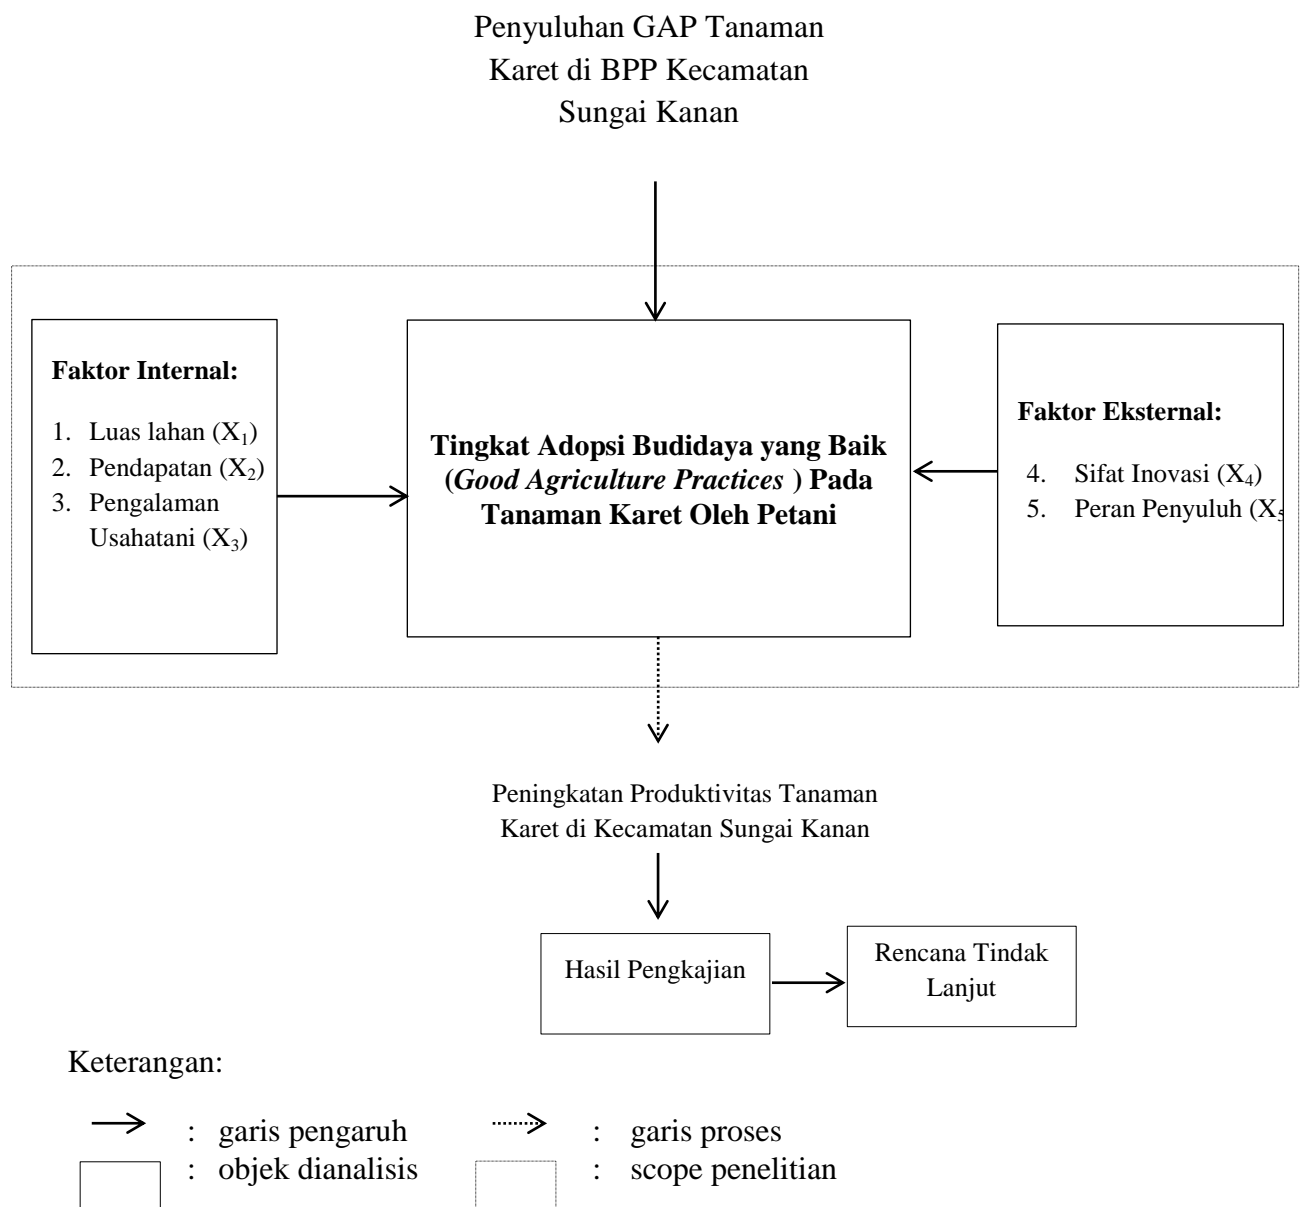 Penyuluhan GAP Tanaman
Karet di BPP Kecamatan
Sungai Kanan
Faktor Internal:
1. Luas lahan (X₁)
2. Pendapatan (X₂)
3. Pengalaman
Usahatani (X₃)
Tingkat Adopsi Budidaya yang Baik
(Good Agriculture Practices ) Pada
Tanaman Karet Oleh Petani
Faktor Eksternal:
4. Sifat Inovasi (X₄)
5. Peran Penyuluh (X₅
Peningkatan Produktivitas Tanaman
Karet di Kecamatan Sungai Kanan
Hasil Pengkajian
Rencana Tindak
Lanjut
Keterangan:
: garis pengaruh
: garis proses
: objek dianalisis
: scope penelitian